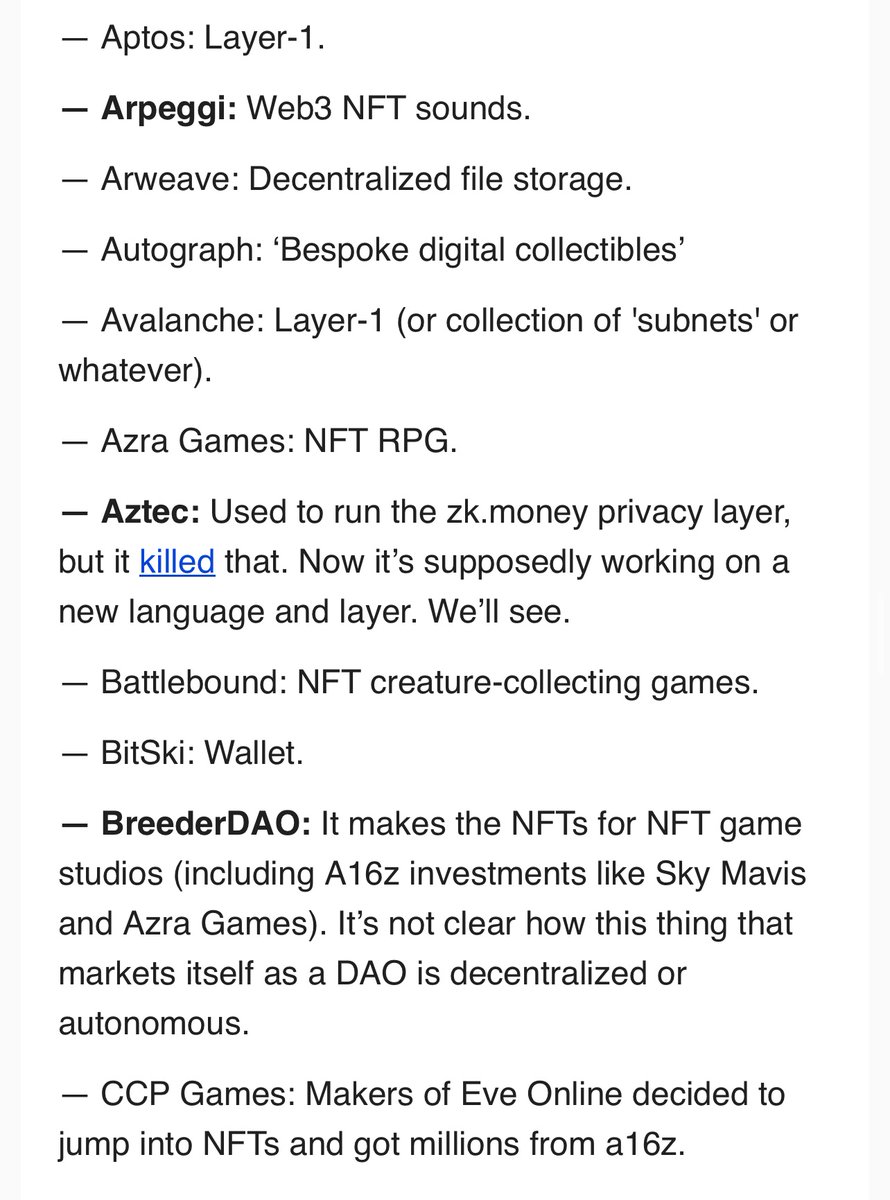 — Aptos: Layer-1.
— Arpeggi: Web3 NFT sounds.
— Arweave: Decentralized file storage.
— Autograph: ‘Bespoke digital collectibles’
— Avalanche: Layer-1 (or collection of 'subnets' or
whatever).
— Azra Games: NFT RPG.
— Aztec: Used to run the zk.money privacy layer,
but it killed that. Now it’s supposedly working on a
new language and layer. We’ll see.
— Battlebound: NFT creature-collecting games.
— BitSki: Wallet.
— BreederDAO: It makes the NFTs for NFT game
studios (including A16z investments like Sky Mavis
and Azra Games). It’s not clear how this thing that
markets itself as a DAO is decentralized or
autonomous.
— CCP Games: Makers of Eve Online decided to
jump into NFTs and got millions from a16z.